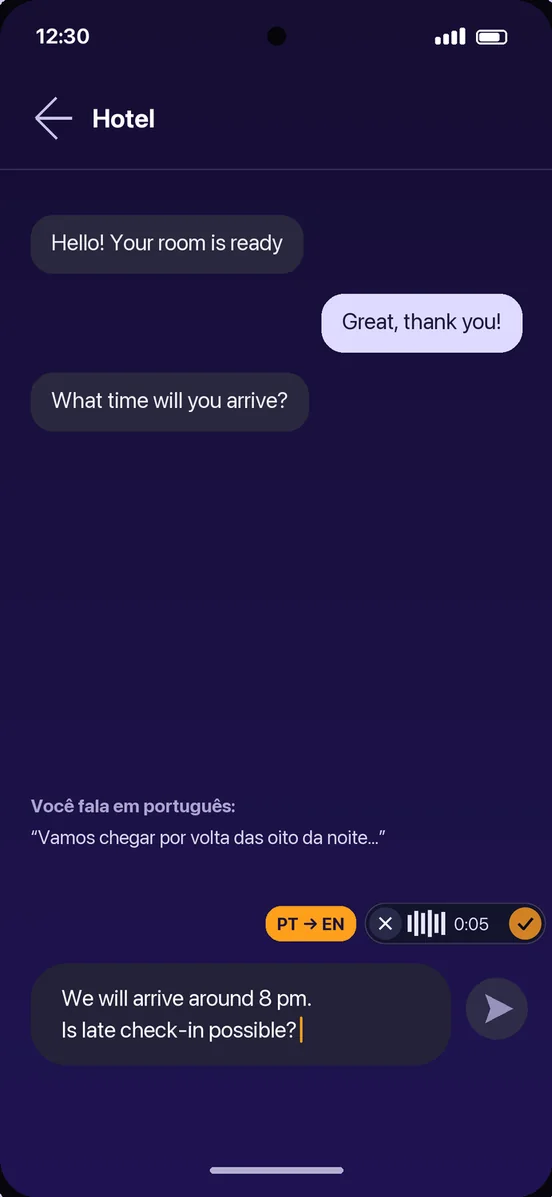 12:30
Hotel
Hello! Your room is ready
Great, thank you!
What time will you arrive?
Você fala em português:
“Vamos chegar por volta das oito da noite...”
PT → EN
0:05
We will arrive around 8 pm.
Is late check-in possible?